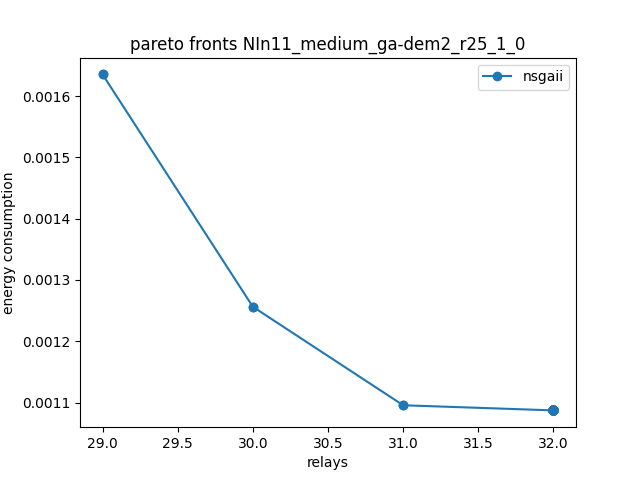 pareto fronts NIn11_medium_ga-dem2_r25_1_0
nsgaii
energy consumption
0.0016
0.0015
0.0014
0.0013
0.0012
0.0011
29.0 29.5 30.0 30.5 31.0 31.5 32.0
relays